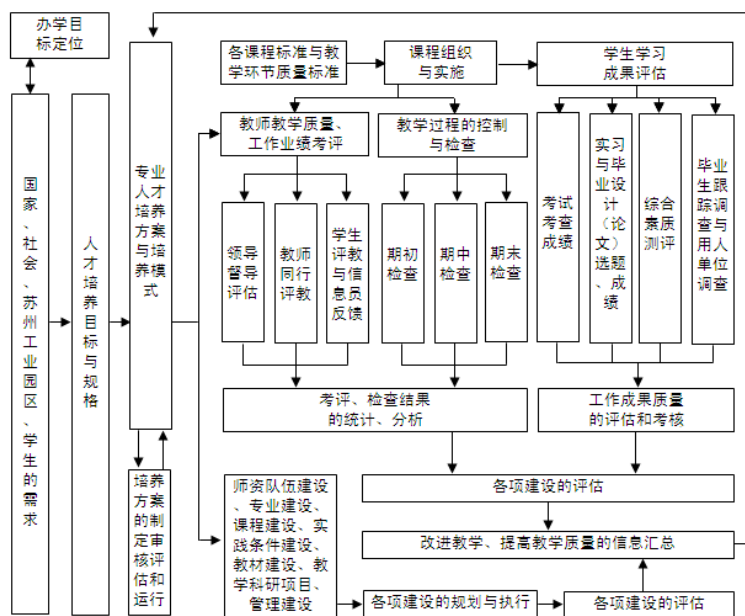 办学目
标定位
国家、社会、苏州工业园区、学生的需求
人才培养目标与规格
专业
人才
培养
方案
与培
养模
式
培养
方案
的制
定审
核评
估和
运行
各课程标准与教
学环节质量标准
课程组织
与实施
学生学习
成果评估
教师教学质量、
工作业绩考评
教学过程的控制
与检查
领导
督导
评估
教师
同行
评教
学生
评教
与信
息员
反馈
期初
检查
期中
检查
期末
检查
考试
考查
成绩
实习
与毕
业设
计
（论
文）
选题
、成
绩
综合
素质
测评
毕业
生跟
踪调
查与
用人
单位
调查
考评、检查结果
的统计、分析
工作成果质量
的评估和考核
各项建设的评估
师资队伍建设
、专业建设、
课程建设、实
践条件建设、
教材建设、教
学科研项目、
管理建设
改进教学、提高教学质量的信息汇总
各项建设的规划与执行
各项建设的评估